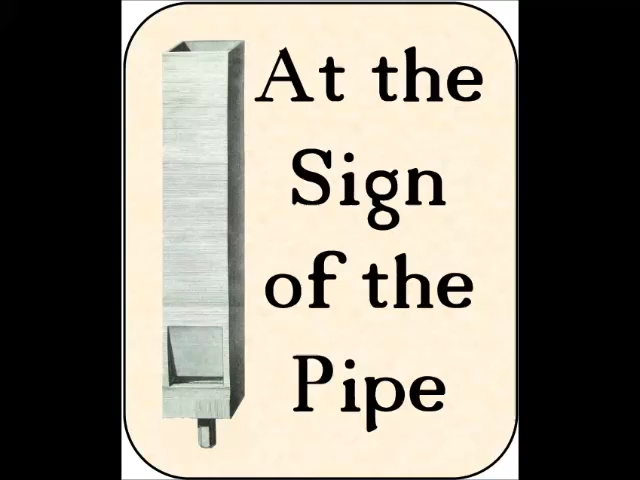 At the
Sign
of the
Pipe